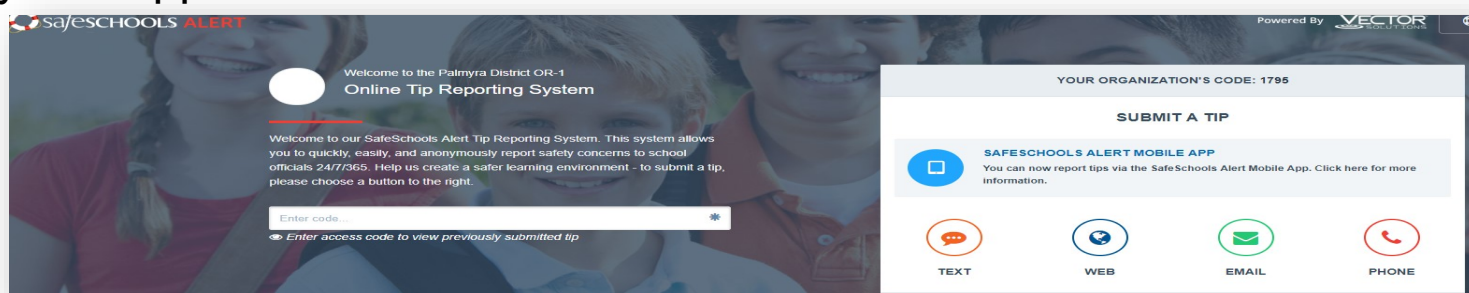 safeSCHOOLS ALERT
Powered By VECTOR
SOLUTIONS
Welcome to the Palmyra District OR-1
Online Tip Reporting System
Welcome to our SafeSchools Alert Tip Reporting System. This system allows
you to quickly, easily, and anonymously report safety concerns to school
officials 24/7/365. Help us create a safer learning environment - to submit a tip,
please choose a button to the right.
Enter code...
Enter access code to view previously submitted tip
YOUR ORGANIZATION'S CODE: 1795
SUBMIT A TIP
SAFESCHOOLS ALERT MOBILE APP
You can now report tips via the SafeSchools Alert Mobile App. Click here for more
information.
TEXT
WEB
EMAIL
PHONE